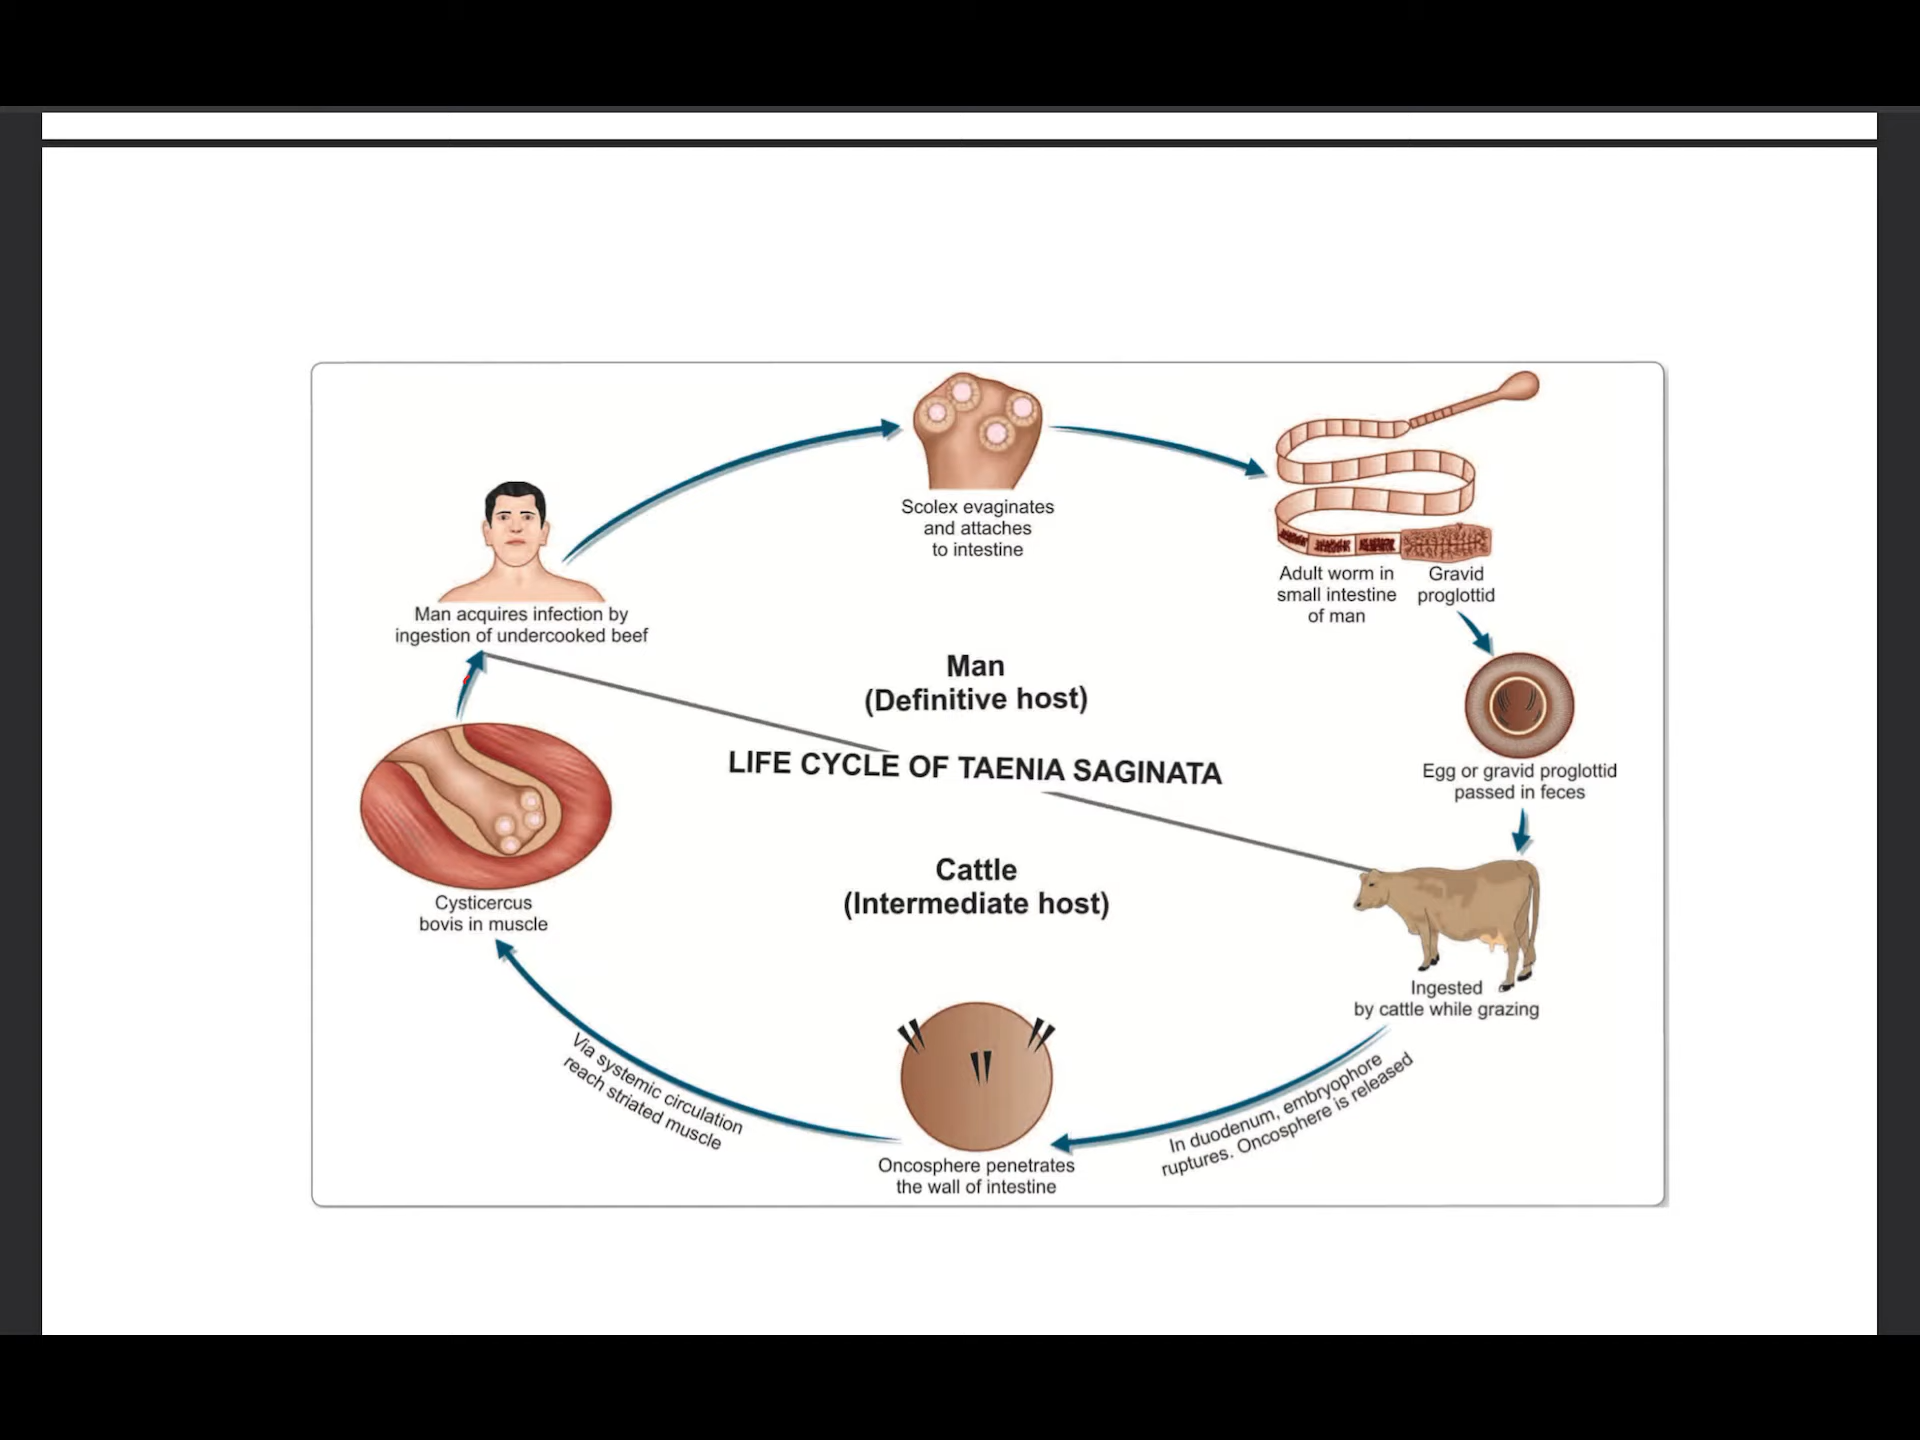 Scolex evaginates
and attaches
to intestine
Adult worm in
small intestine
of man
Gravid
proglottid
Man acquires infection by
ingestion of undercooked beef
Man
(Definitive host)
LIFE CYCLE OF TAENIA SAGINATA
Egg or gravid proglottid
passed in feces
Cattle
(Intermediate host)
Cysticercus
bovis in muscle
Ingested
by cattle while grazing
Via systemic circulation
reach striated muscle
In duodenum, embryophore
ruptures. Oncosphere is released
Oncosphere penetrates
the wall of intestine